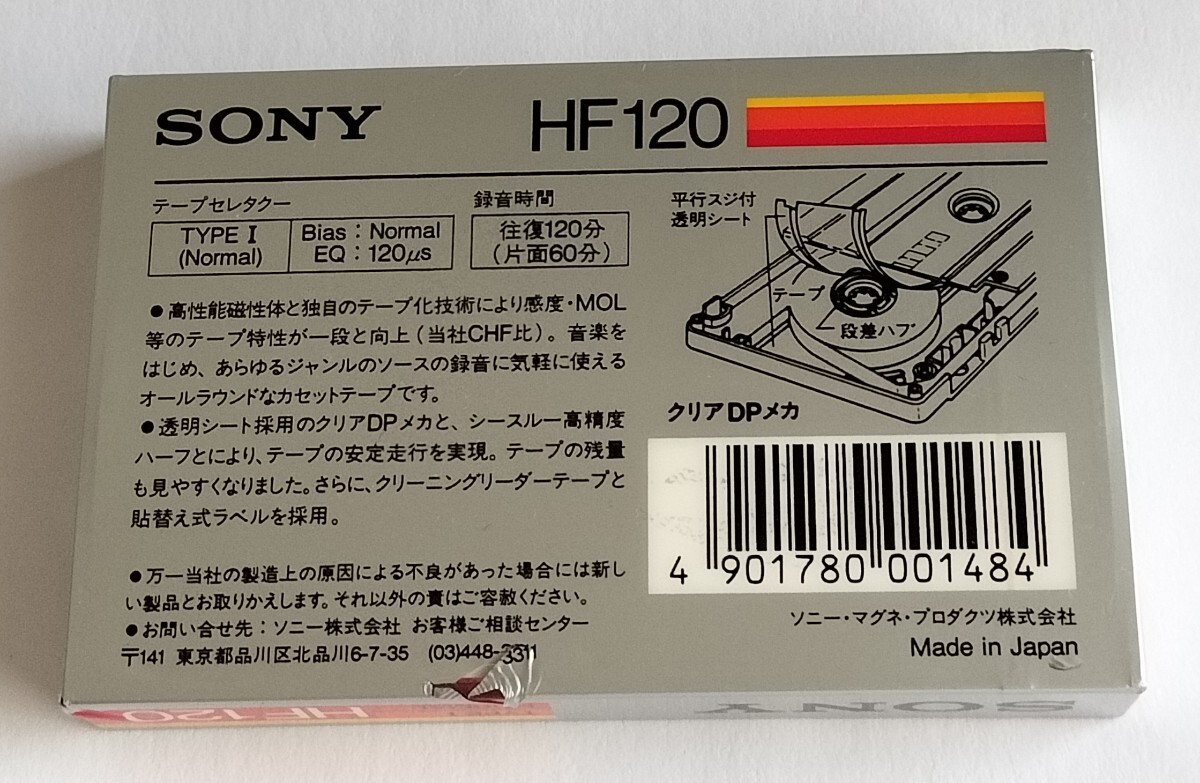 SONY
HF120
テープセレクター
TYPE I
(Normal)
Bias : Normal
EQ : 120μs
録音時間
往復120分
(片面60分)
平行スジ付
透明シート
テープ
段差ハブ
クリアDPメカ
●高性能磁性体と独自のテープ化技術により感度・MOL
等のテープ特性が一段と向上(当社CHF比)。音楽を
はじめ、あらゆるジャンルのソースの録音に気軽に使える
オールラウンドなカセットテープです。
●透明シート採用のクリアDPメカと、シースルー高精度
ハーフとにより、テープの安定走行を実現。テープの残量
も見やすくなりました。さらに、クリーニングリーダーテープと
貼替え式ラベルを採用。
●万一当社の製造上の原因による不良があった場合には新し
い製品とお取りかえします。それ以外の責はご容赦ください。
●お問い合せ先：ソニー株式会社 お客様ご相談センター
〒141 東京都品川区北品川6-7-35 (03)448-3311
4 901780 001484
ソニー・マグネ・プロダクツ株式会社
Made in Japan
HF120
SONY